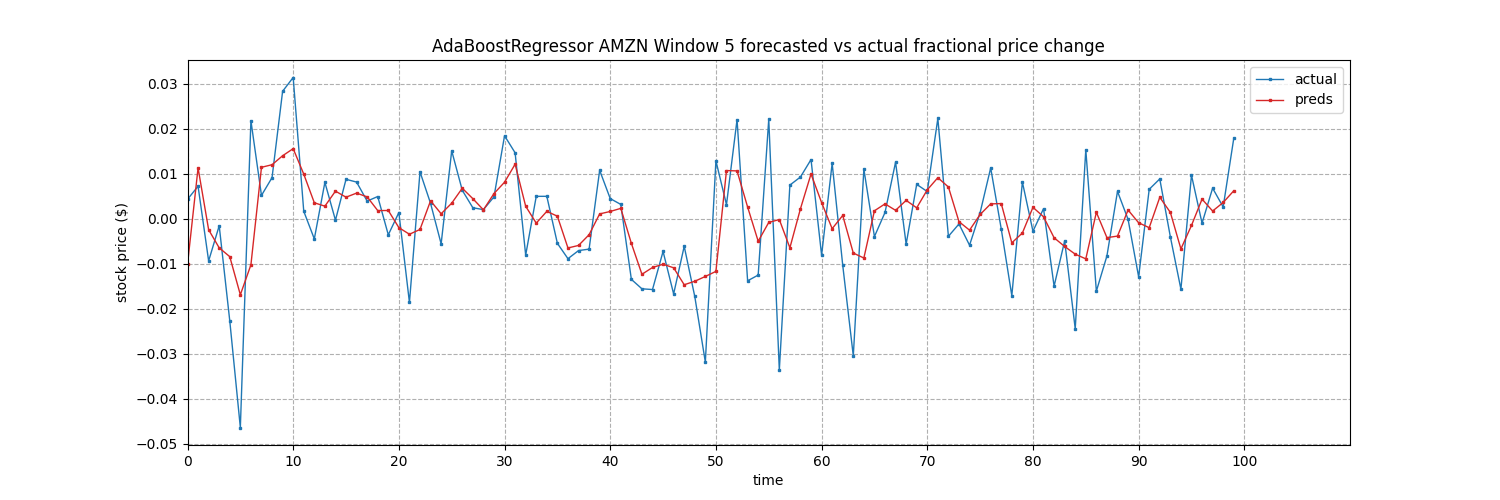 AdaBoostRegressor AMZN Window 5 forecasted vs actual fractional price change
actual
preds
stock price ($)
0.03
0.02
0.01
0.00
−0.01
−0.02
−0.03
−0.04
−0.05
0 10 20 30 40 50 60 70 80 90 100
time